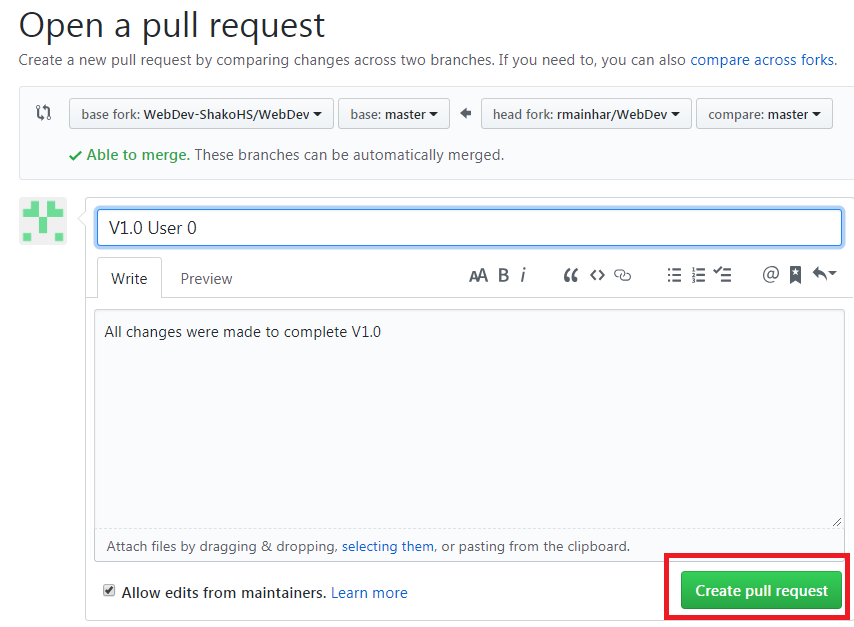 Open a pull request
Create a new pull request by comparing changes across two branches. If you need to, you can also compare across forks.
base fork: WebDev-ShakoHS/WebDev base: master head fork: rmainhar/WebDev compare: master
Able to merge. These branches can be automatically merged.
V1.0 User 0
Write Preview AA B i
All changes were made to complete V1.0
Attach files by dragging & dropping, selecting them, or pasting from the clipboard.
Allow edits from maintainers. Learn more
Create pull request